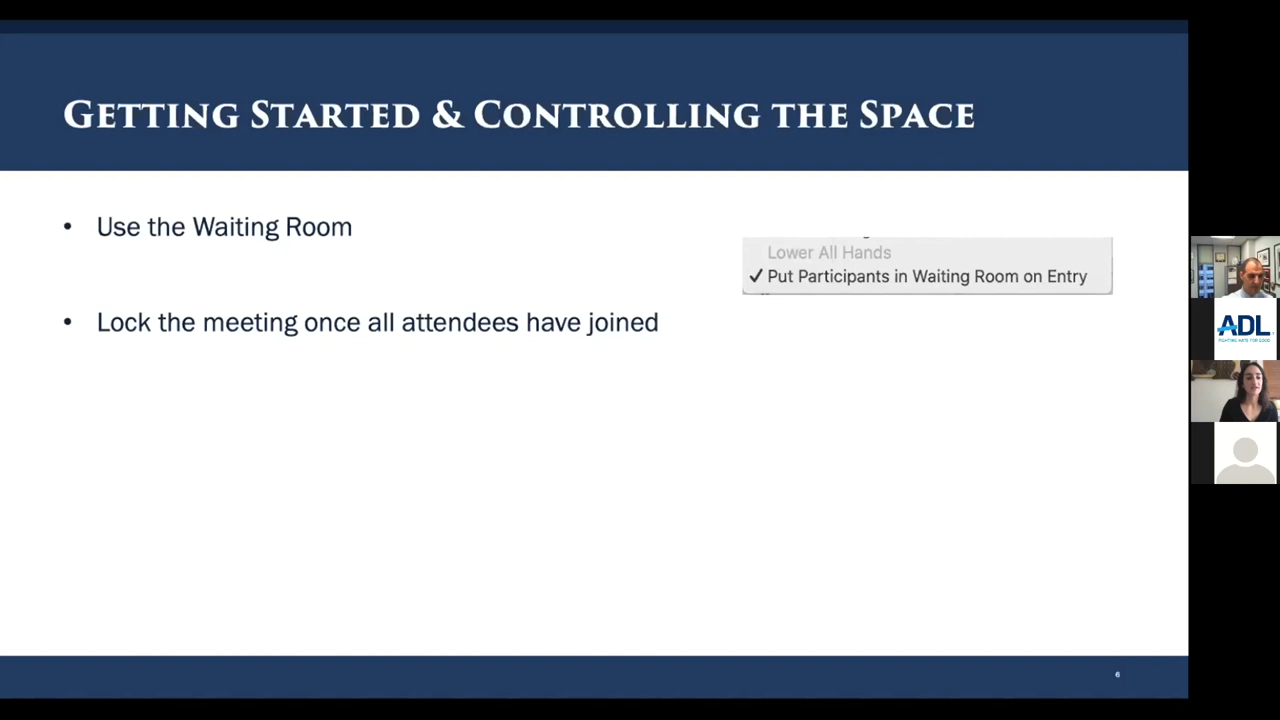 GETTING STARTED & CONTROLLING THE SPACE
• Use the Waiting Room
Lower All Hands
✓ Put Participants in Waiting Room on Entry
• Lock the meeting once all attendees have joined
ADL
FIGHTING HATE FOR GOOD
6